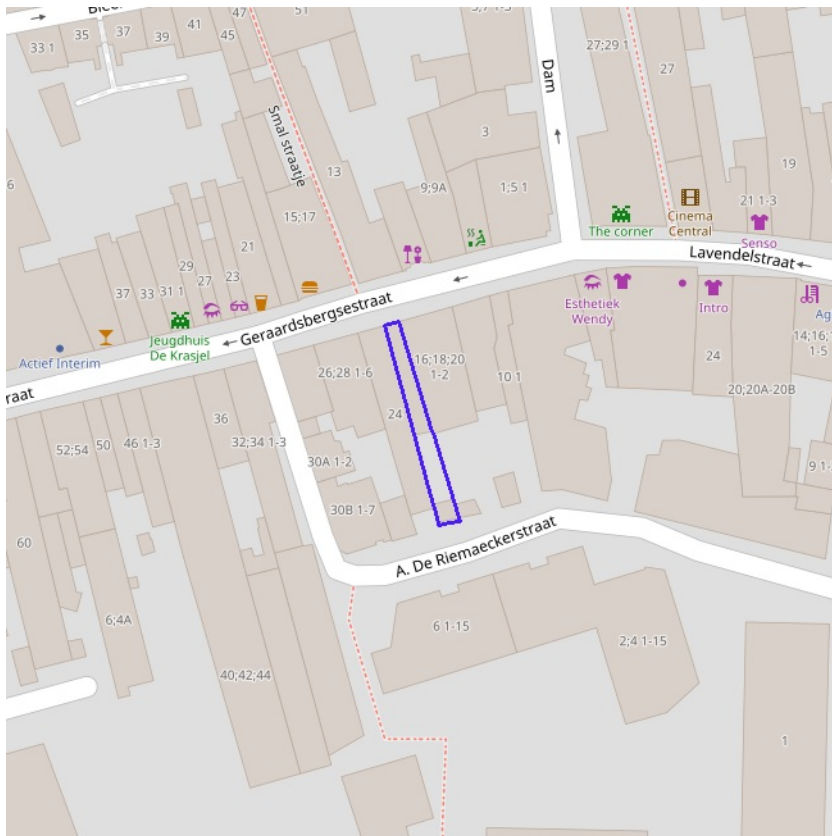 47
51
33 1
35
37
39
41
45
Dam
27;29 1
27
Smal straatje
3
6
13
9;9A
1;5 1
19
15;17
21 1-3
The corner
Cinema
Central
Senso
21
29
27
23
37
33
31 1
Lavendelstraat
Geraardsbergsestraat
Jeugdhuis
De Krasjel
Actief Interim
Esthetiek
Wendy
Intro
Ag
raat
26;28 1-6
16;18;20
1-2
10 1
24
14;16;1
1-5
24
20;20A-20B
36
24
52;54
50
46 1-3
32;34 1-3
30A 1-2
9 1-
30B 1-7
60
A. De Riemaeckerstraat
6;4A
6 1-15
2;4 1-15
40;42;44
1